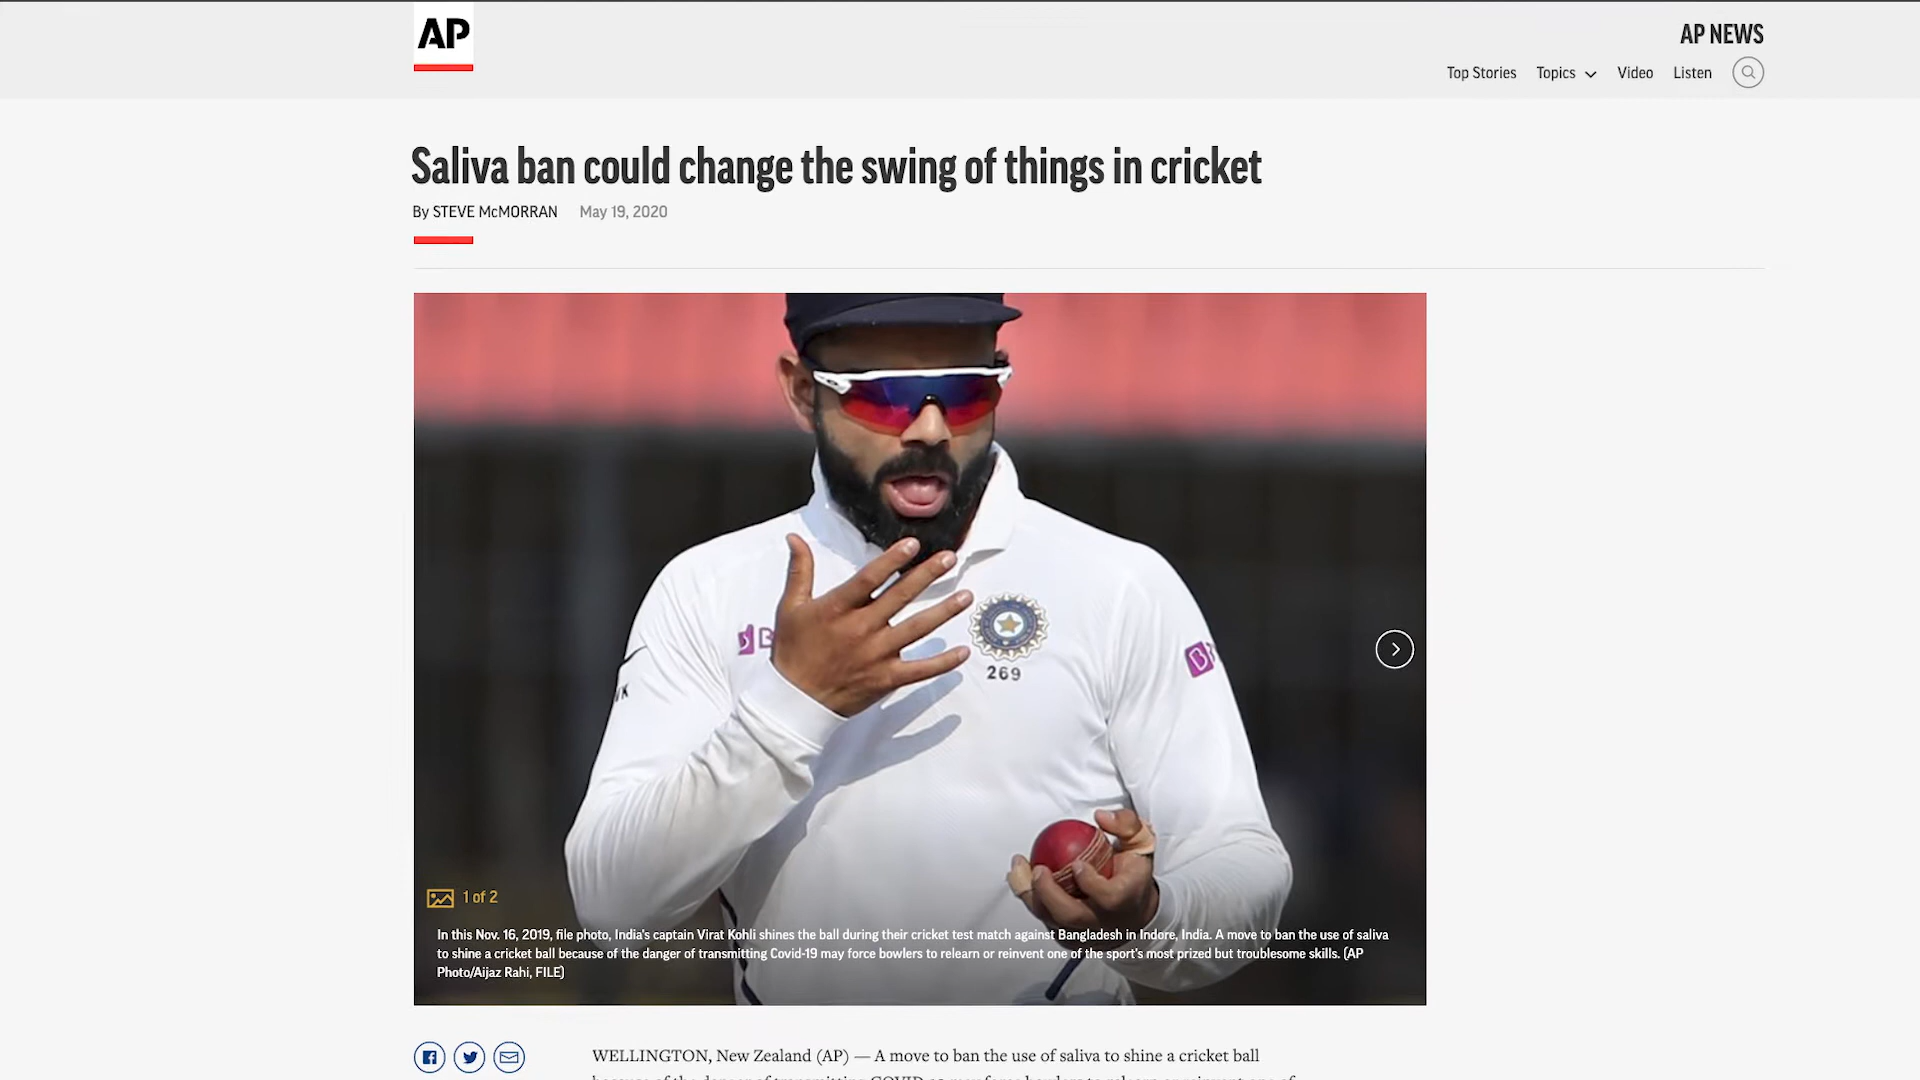 AP
AP NEWS
Top Stories Topics Video Listen
Saliva ban could change the swing of things in cricket
By STEVE McMORRAN May 19, 2020
269
VK
1 of 2
In this Nov. 16, 2019, file photo, India's captain Virat Kohli shines the ball during their cricket test match against Bangladesh in Indore, India. A move to ban the use of saliva
to shine a cricket ball because of the danger of transmitting Covid-19 may force bowlers to relearn or reinvent one of the sport's most prized but troublesome skills. (AP
Photo/Aijaz Rahi, FILE)
WELLINGTON, New Zealand (AP) — A move to ban the use of saliva to shine a cricket ball